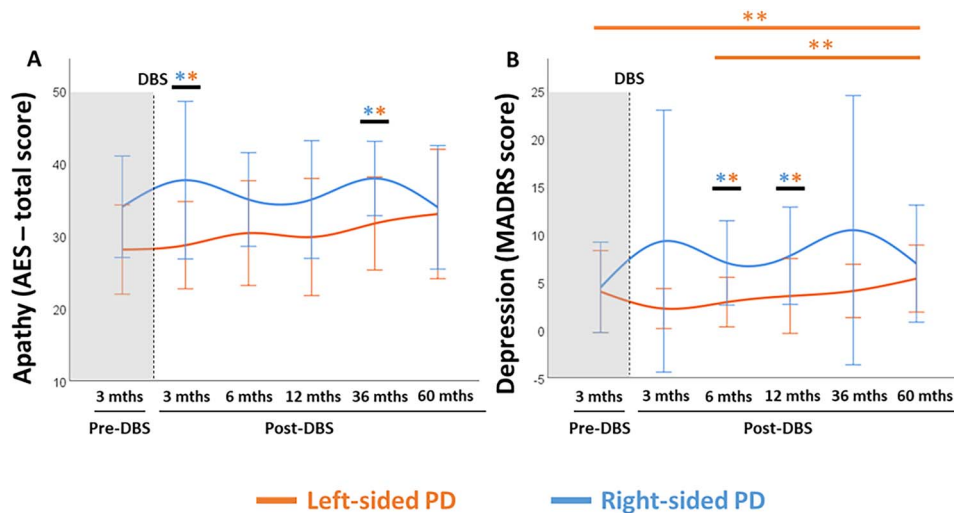 **
**
A
B
DBS
DBS
**
**
**
**
Apathy (AES – total score)
50
40
30
20
10
3 mths 3 mths 6 mths 12 mths 36 mths 60 mths
Pre-DBS Post-DBS
Depression (MADRS score)
25
20
15
10
5
0
-5
3 mths 3 mths 6 mths 12 mths 36 mths 60 mths
Pre-DBS Post-DBS
Left-sided PD Right-sided PD